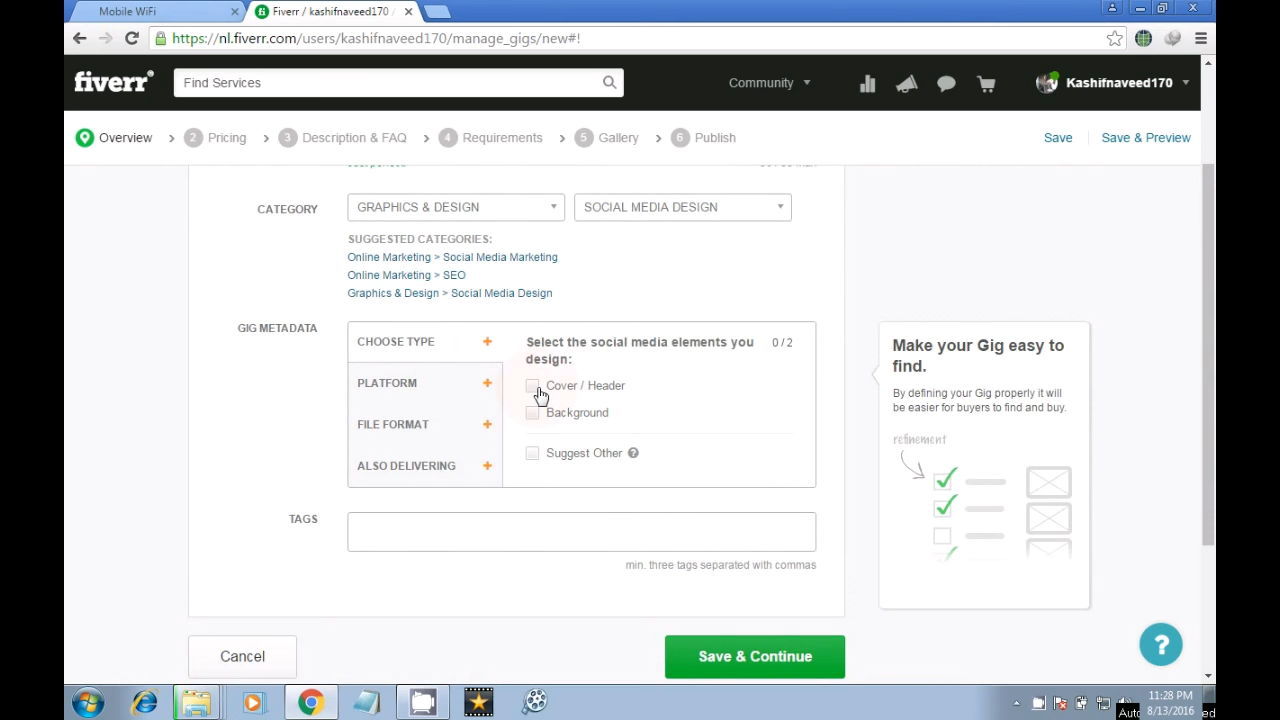 Mobile WiFi
Fiverr / kashifnaveed170 /
https://nl.fiverr.com/users/kashifnaveed170/manage_gigs/new#!
fiverr®
Find Services
Community
Kashifnaveed170
Overview
2 Pricing
3 Description & FAQ
4 Requirements
5 Gallery
6 Publish
Save
Save & Preview
CATEGORY
GRAPHICS & DESIGN
SOCIAL MEDIA DESIGN
SUGGESTED CATEGORIES:
Online Marketing > Social Media Marketing
Online Marketing > SEO
Graphics & Design > Social Media Design
GIG METADATA
CHOOSE TYPE +
PLATFORM +
FILE FORMAT +
ALSO DELIVERING +
Select the social media elements you
design:
0 / 2
Cover / Header
Background
Suggest Other ?
TAGS
min. three tags separated with commas
Make your Gig easy to
find.
By defining your Gig properly it will
be easier for buyers to find and buy.
refinement
Cancel
Save & Continue
?
11:28 PM
8/13/2016